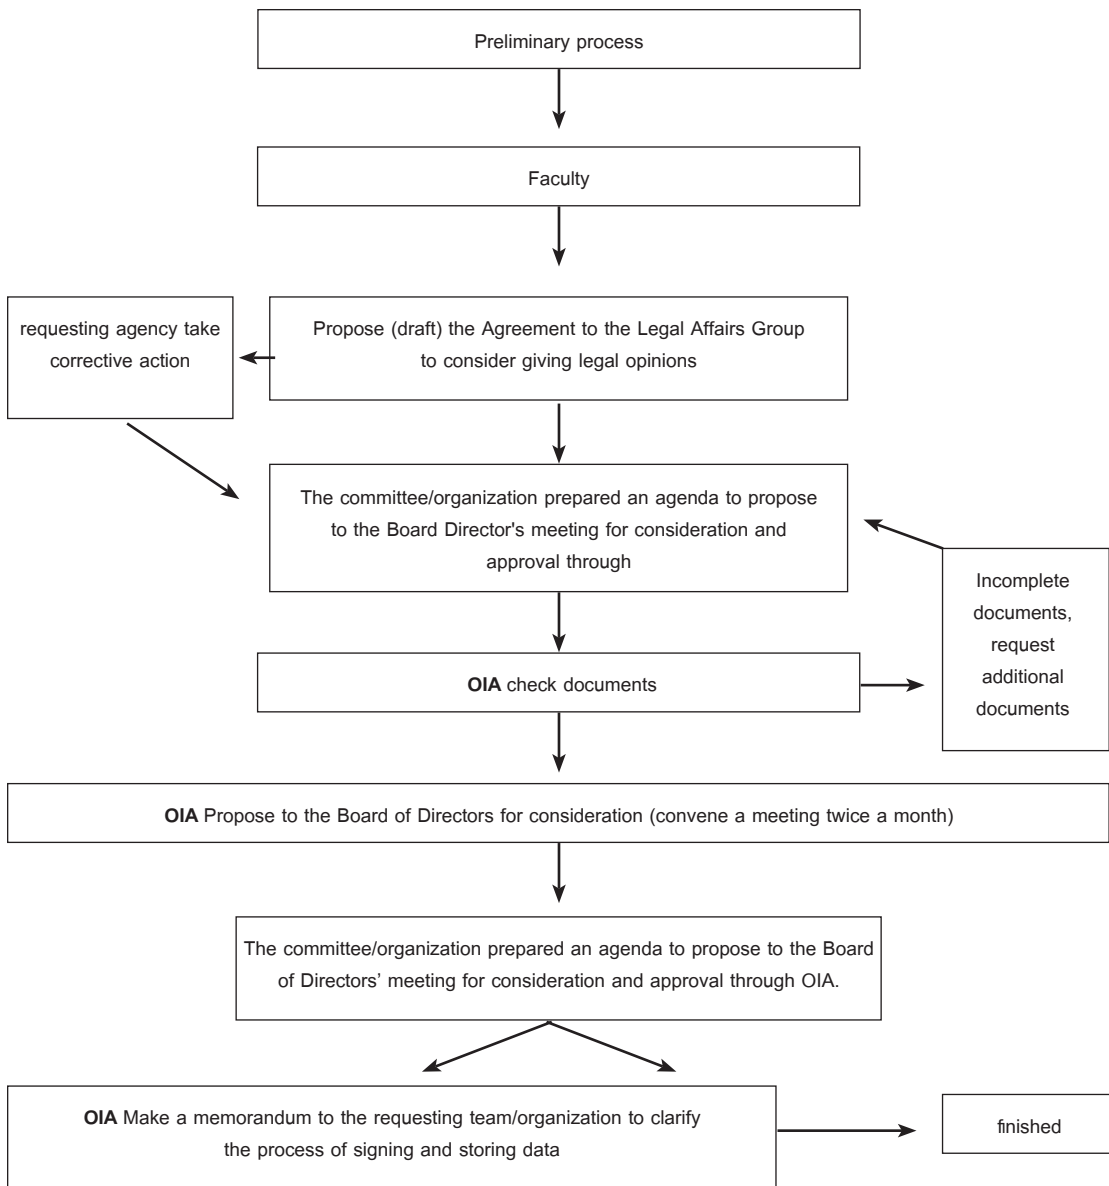 Preliminary process
Faculty
requesting agency take
corrective action
Propose (draft) the Agreement to the Legal Affairs Group
to consider giving legal opinions
The committee/organization prepared an agenda to propose
to the Board Director's meeting for consideration and
approval through
Incomplete
documents,
request
additional
documents
OIA check documents
OIA Propose to the Board of Directors for consideration (convene a meeting twice a month)
The committee/organization prepared an agenda to propose to the Board
of Directors’ meeting for consideration and approval through OIA.
OIA Make a memorandum to the requesting team/organization to clarify
the process of signing and storing data
finished